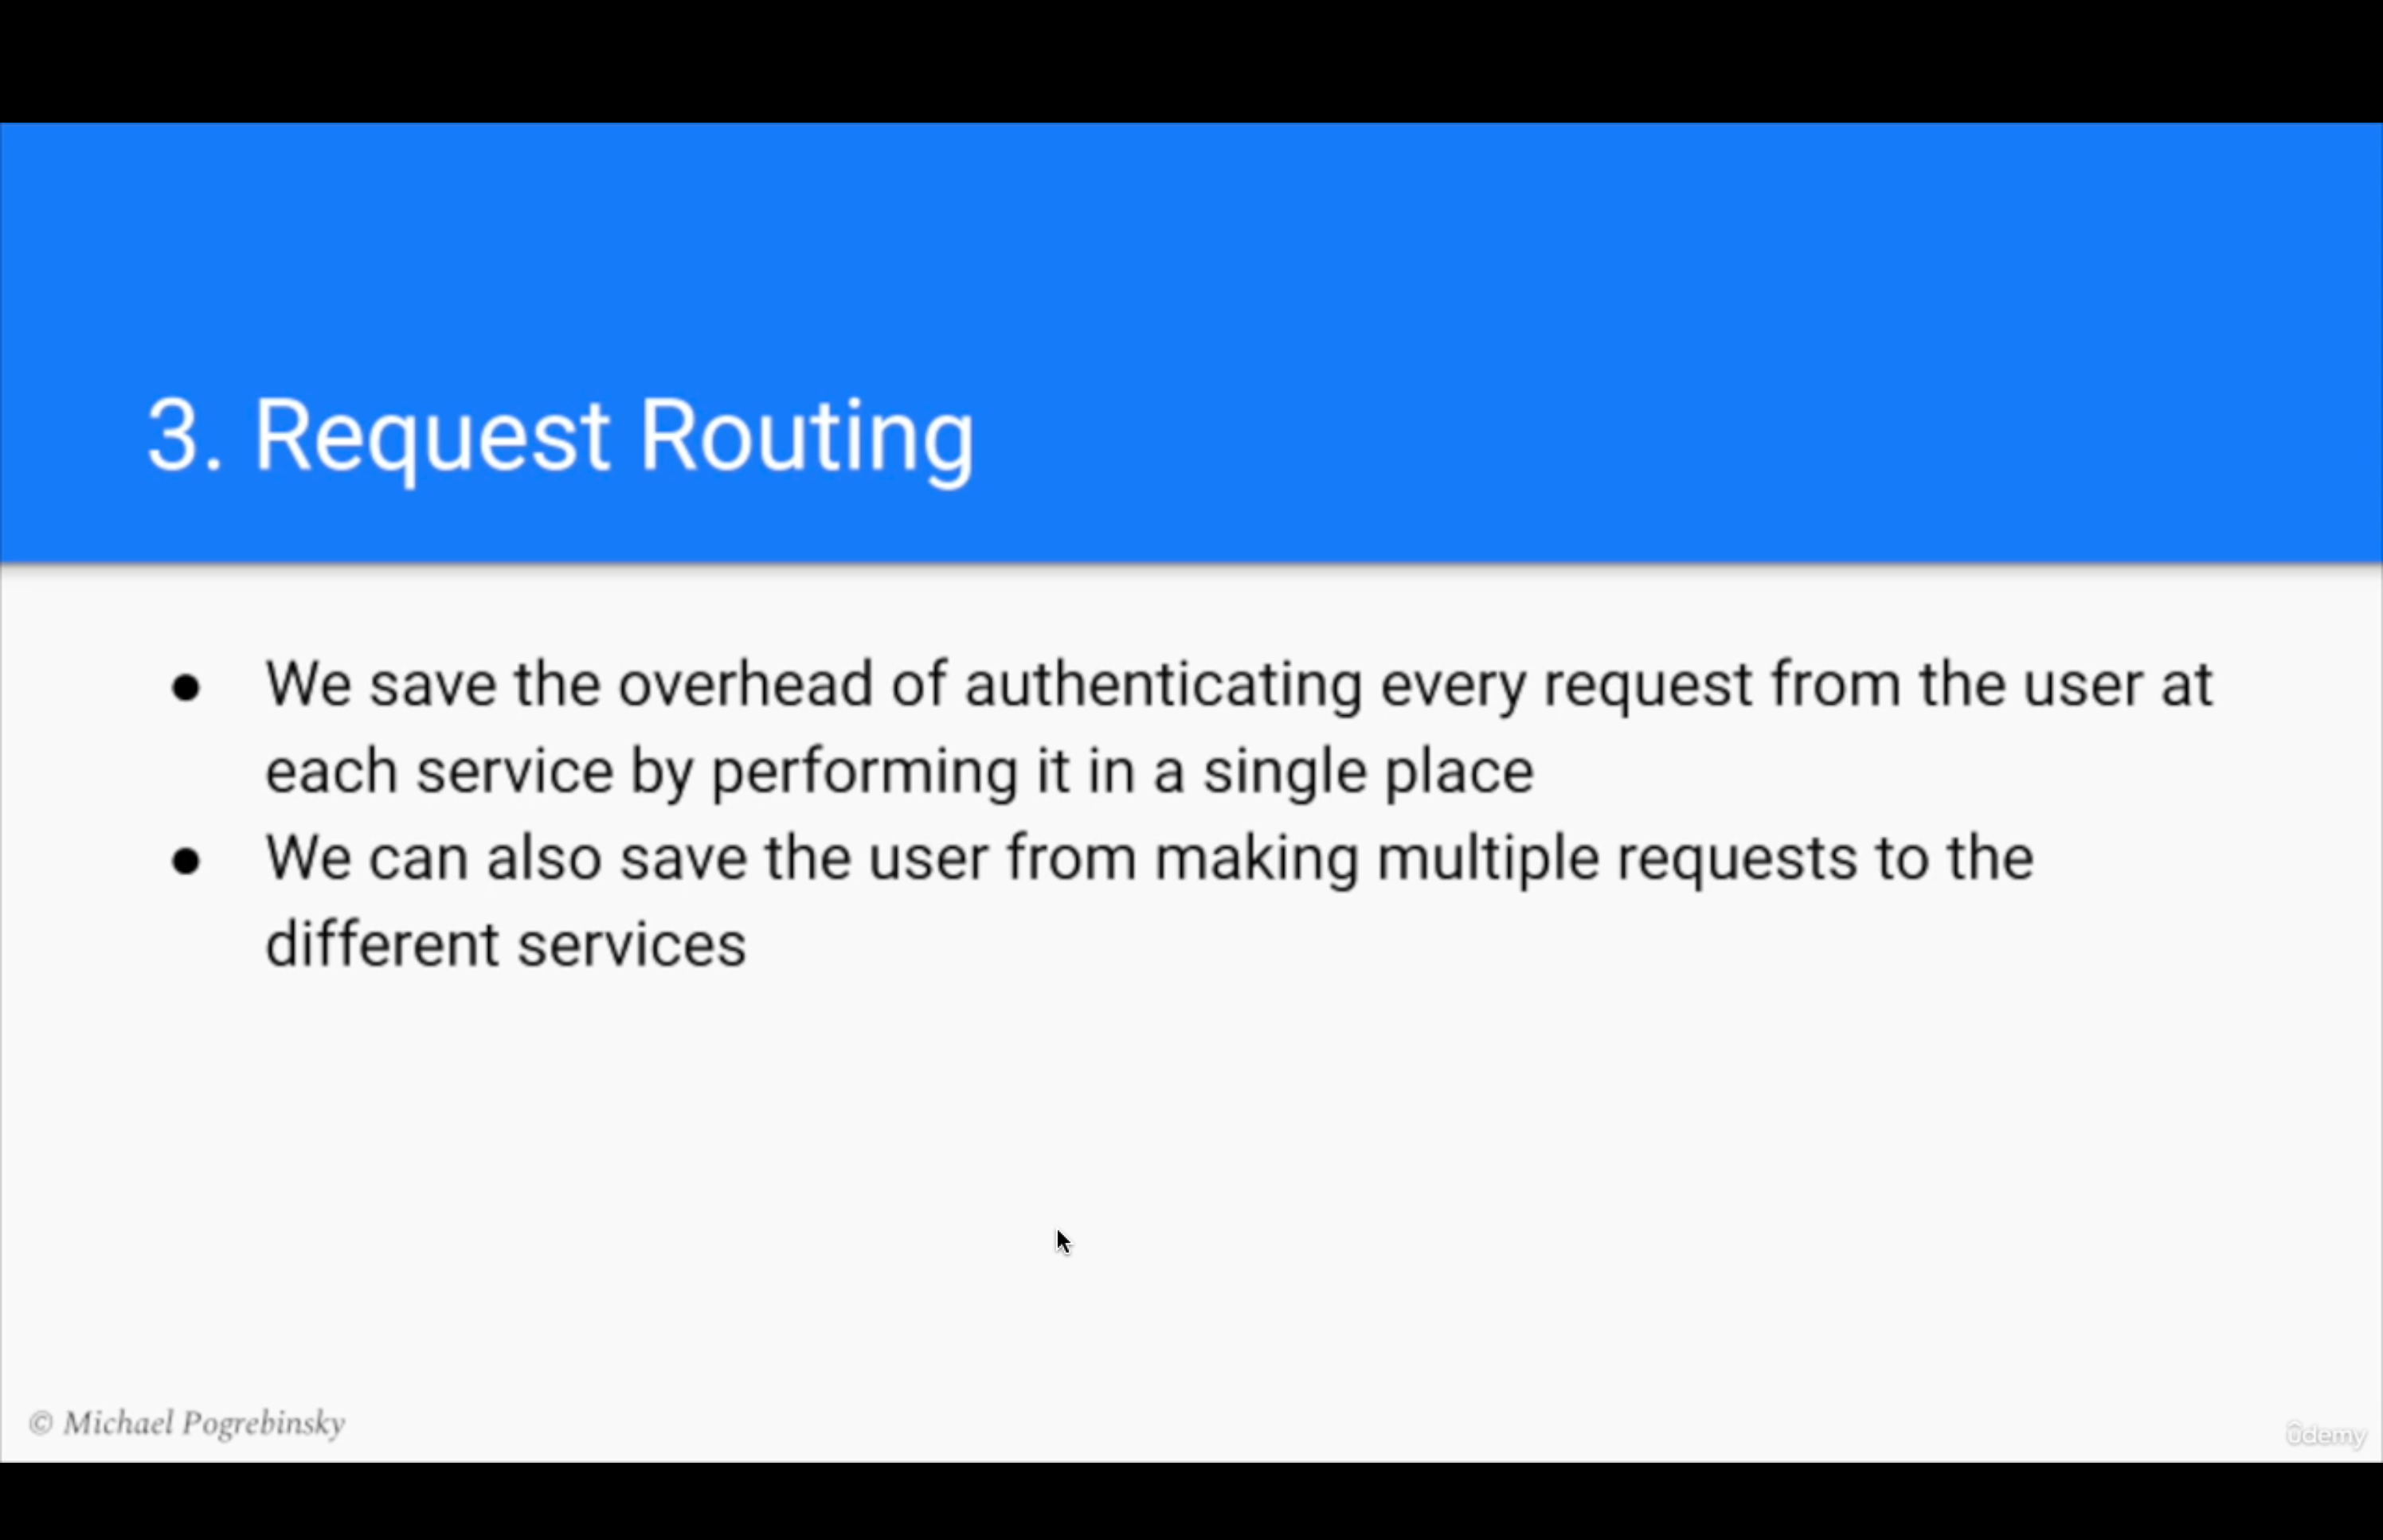 3. Request Routing
● We save the overhead of authenticating every request from the user at
each service by performing it in a single place
● We can also save the user from making multiple requests to the
different services
© Michael Pogrebinsky
ûdemy